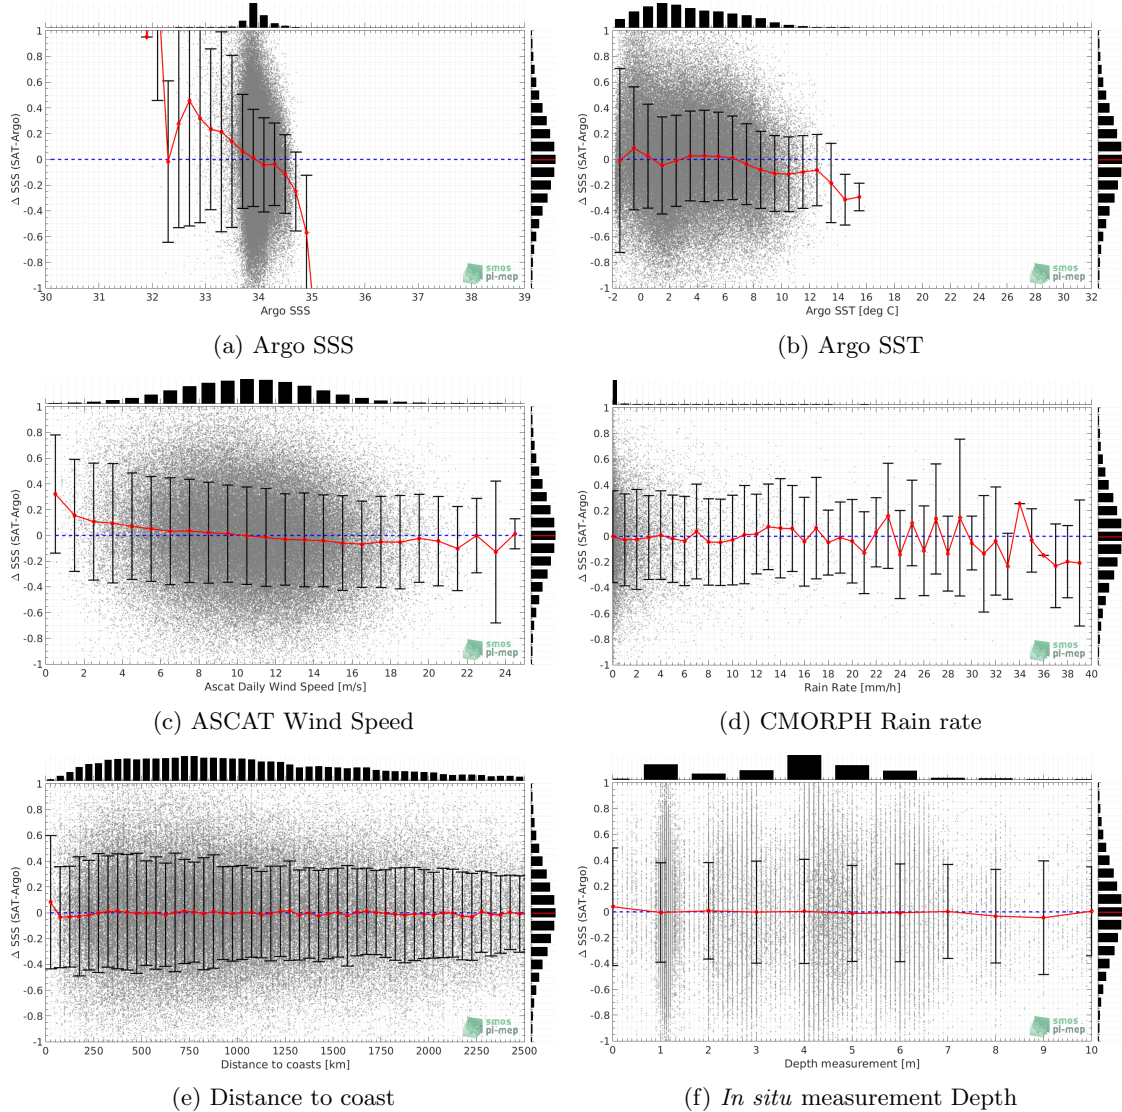 1
0.8
0.6
0.4
0.2
0
-0.2
-0.4
-0.6
-0.8
-1
Δ SSS (SAT-Argo)
30 31 32 33 34 35 36 37 38 39
Argo SSS
smos
pi-mep
(a) Argo SSS
1
0.8
0.6
0.4
0.2
0
-0.2
-0.4
-0.6
-0.8
-1
Δ SSS (SAT-Argo)
-2 0 2 4 6 8 10 12 14 16 18 20 22 24 26 28 30 32
Argo SST [deg C]
smos
pi-mep
(b) Argo SST
1
0.8
0.6
0.4
0.2
0
-0.2
-0.4
-0.6
-0.8
-1
Δ SSS (SAT-Argo)
0 2 4 6 8 10 12 14 16 18 20 22 24
Ascat Daily Wind Speed [m/s]
smos
pi-mep
(c) ASCAT Wind Speed
1
0.8
0.6
0.4
0.2
0
-0.2
-0.4
-0.6
-0.8
-1
Δ SSS (SAT-Argo)
0 2 4 6 8 10 12 14 16 18 20 22 24 26 28 30 32 34 36 38 40
Rain Rate [mm/h]
smos
pi-mep
(d) CMORPH Rain rate
1
0.8
0.6
0.4
0.2
0
-0.2
-0.4
-0.6
-0.8
-1
Δ SSS (SAT-Argo)
0 250 500 750 1000 1250 1500 1750 2000 2250 2500
Distance to coasts [km]
smos
pi-mep
(e) Distance to coast
1
0.8
0.6
0.4
0.2
0
-0.2
-0.4
-0.6
-0.8
-1
Δ SSS (SAT-Argo)
0 1 2 3 4 5 6 7 8 9 10
Depth measurement [m]
smos
pi-mep
(f) In situ measurement Depth